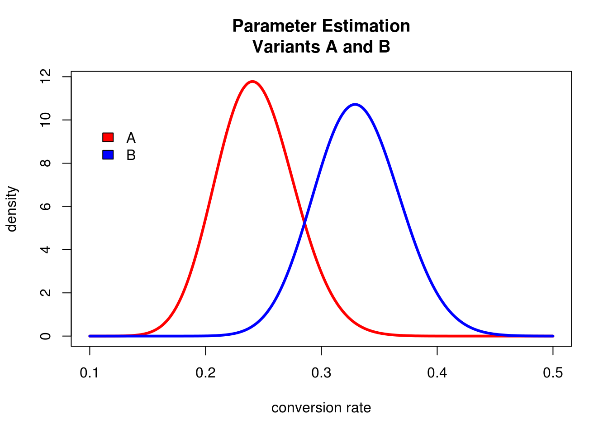 Parameter Estimation
Variants A and B
density
12
10
8
6
4
2
0
A
B
0.1 0.2 0.3 0.4 0.5
conversion rate